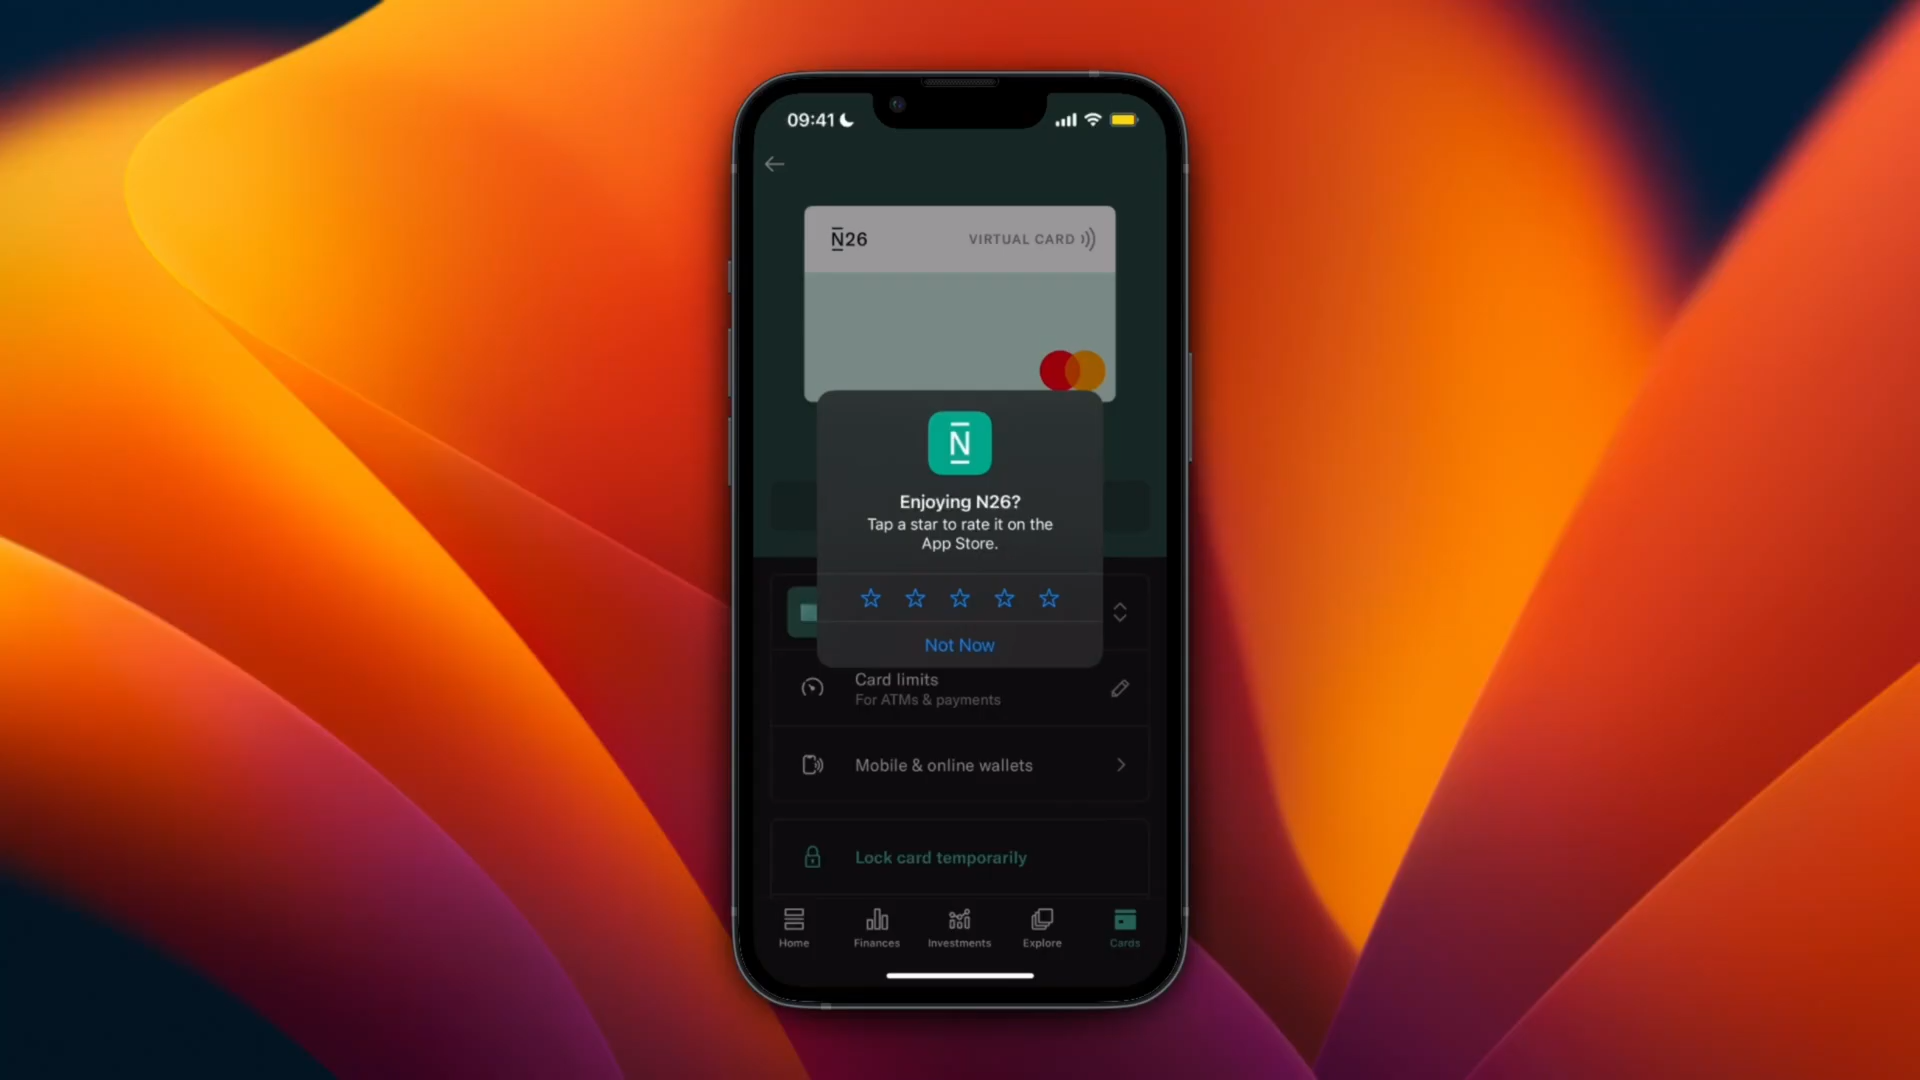 09:41
N26
VIRTUAL CARD
N
Enjoying N26?
Tap a star to rate it on the
App Store.
Not Now
Card limits
For ATMs & payments
Mobile & online wallets
Lock card temporarily
Home
Finances
Investments
Explore
Cards